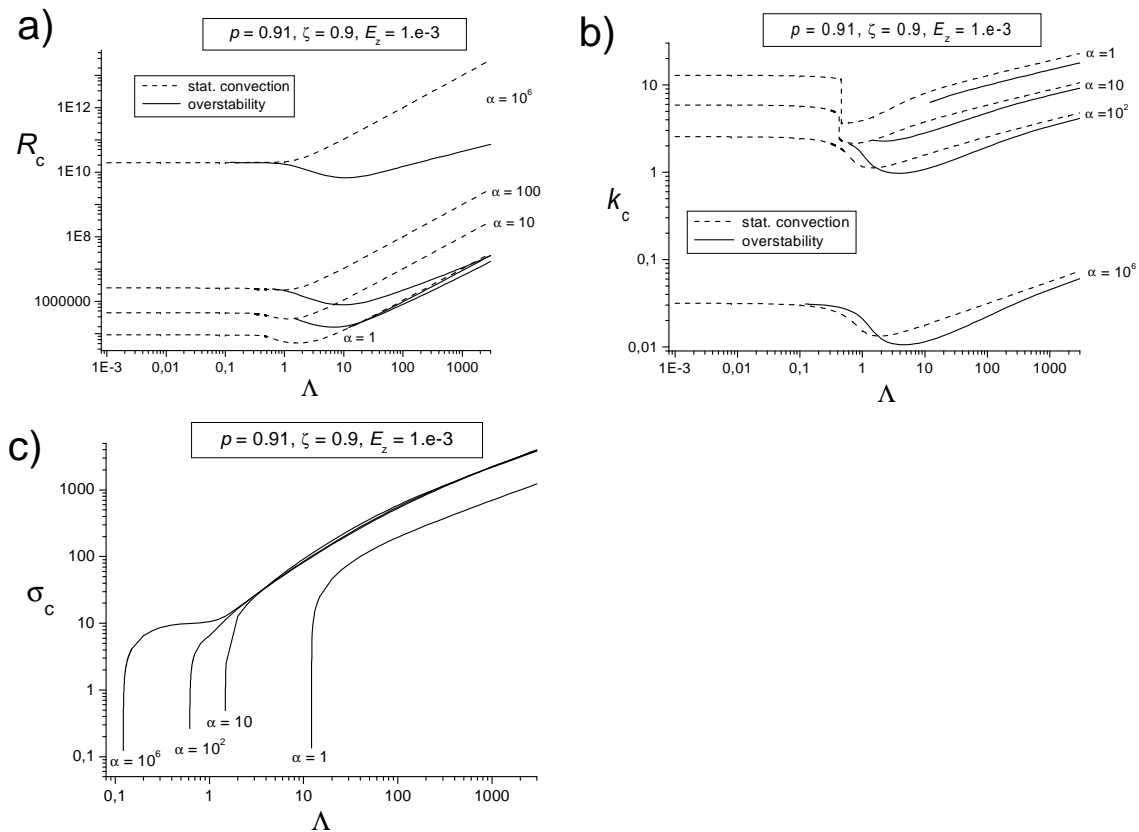 a)
p = 0.91, ζ = 0.9, E_z = 1.e-3
stat. convection
overstability
R_c
1E12
1E10
1E8
1000000
α = 10^6
α = 100
α = 10
α = 1
1E-3 0,01 0,1 1 10 100 1000
Λ
b)
p = 0.91, ζ = 0.9, E_z = 1.e-3
k_c
10
1
0,1
0,01
α = 1
α = 10
α = 10^2
stat. convection
overstability
α = 10^6
1E-3 0,01 0,1 1 10 100 1000
Λ
c)
p = 0.91, ζ = 0.9, E_z = 1.e-3
σ_c
1000
100
10
1
0,1
α = 10^6
α = 10^2
α = 10
α = 1
0,1 1 10 100 1000
Λ